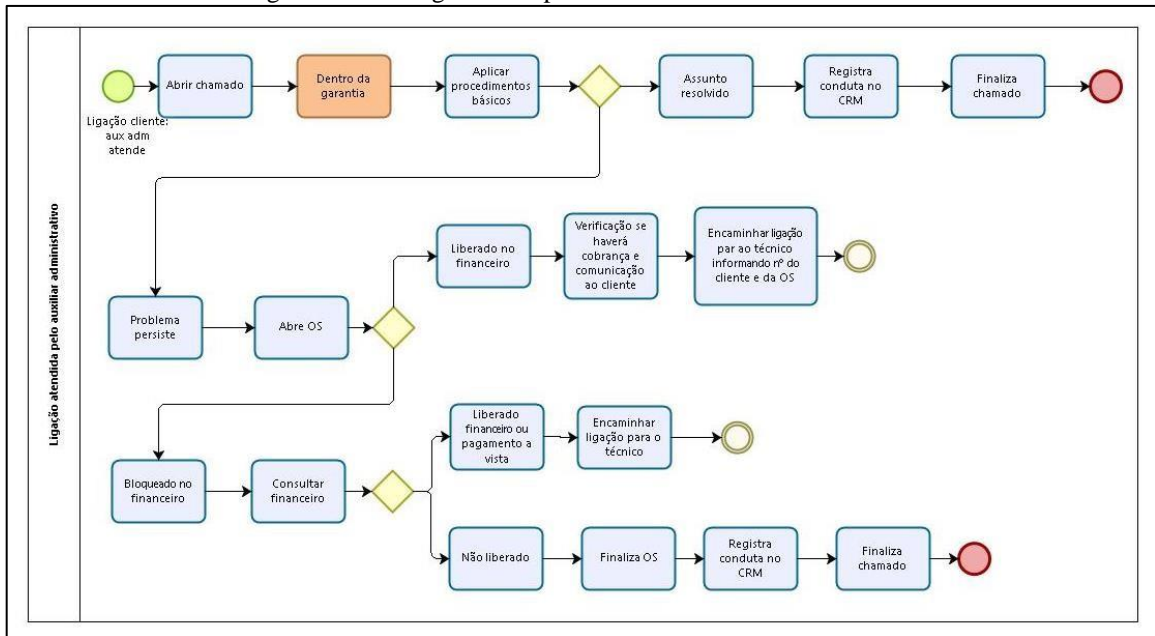 Ligação atendida pelo auxiliar administrativo
Ligação cliente:
aux adm
atende
Abrir chamado
Dentro da
garantia
Aplicar
procedimentos
básicos
Assunto
resolvido
Registra
conduta no
CRM
Finaliza
chamado
Problema
persiste
Abre OS
Liberado no
financeiro
Verificação se
haverá
cobrança e
comunicação
ao cliente
Encaminhar ligação
par ao técnico
informando nº do
cliente e da OS
Bloqueado no
financeiro
Consultar
financeiro
Liberado
financeiro ou
pagamento a
vista
Encaminhar
ligação para o
técnico
Não liberado
Finaliza OS
Registra
conduta no
CRM
Finaliza
chamado